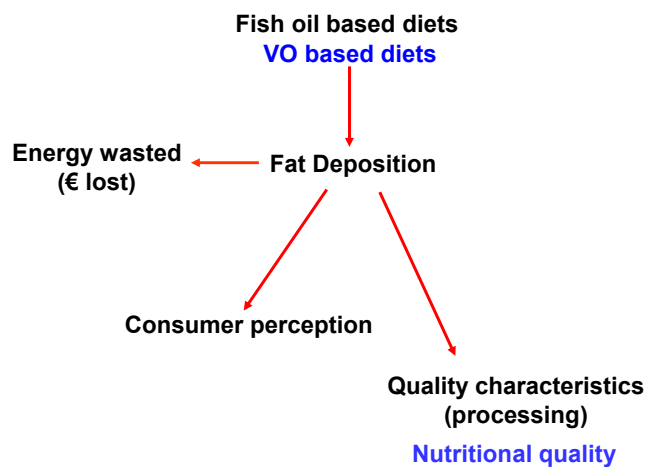 Fish oil based diets
VO based diets
Energy wasted
(€ lost)
Fat Deposition
Consumer perception
Quality characteristics
(processing)
Nutritional quality